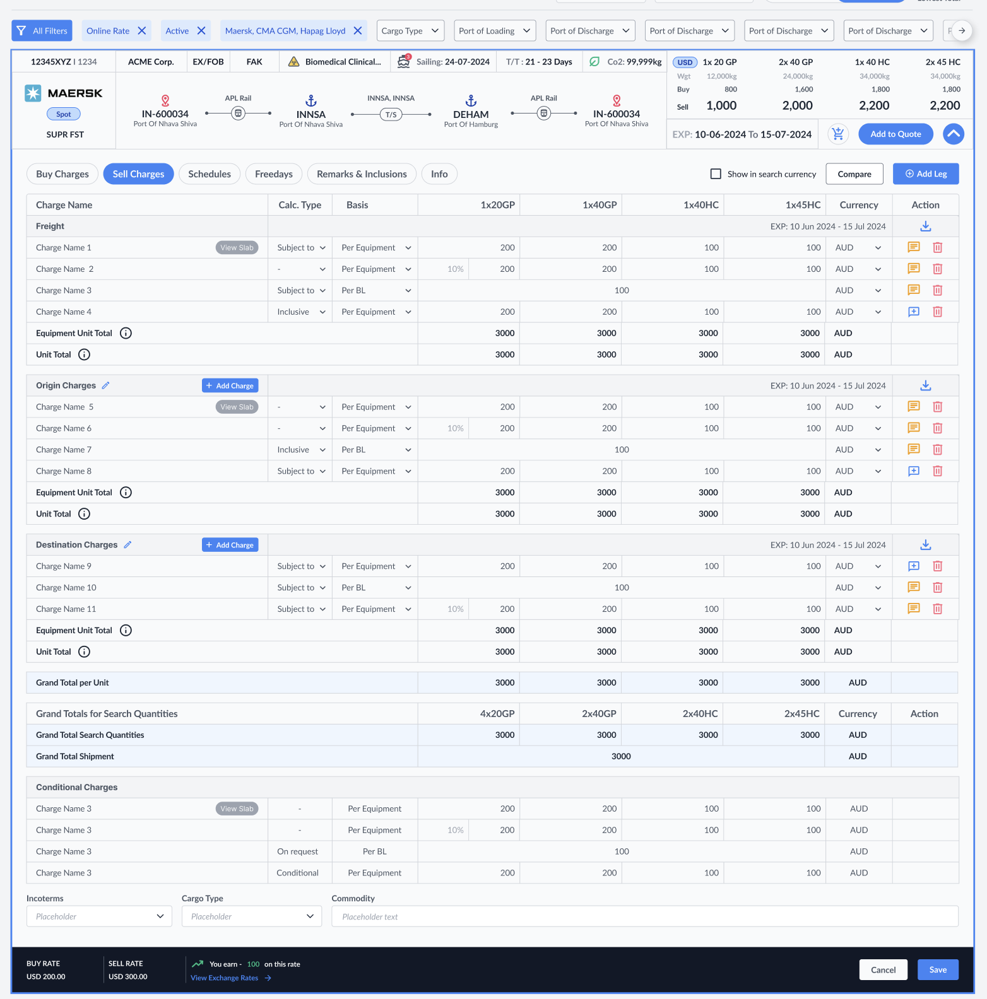 All Filters Online Rate Active Maersk, CMA CGM, Hapag Lloyd Cargo Type Port of Loading Port of Discharge Port of Discharge Port of Discharge Port of Discharge
12345XYZ | 1234 ACME Corp. EX/FOB FAK Biomedical Clinical... 3 Sailing: 24-07-2024 T/T : 21 - 23 Days Co2: 99,999kg USD 1x 20 GP 2x 40 GP 1x 40 HC 2x 45 HC
Wgt 12,000kg 24,000kg 34,000kg 34,000kg
Buy 800 1,600 1,800 1,800
Sell 1,000 2,000 2,200 2,200
MAERSK
Spot
SUPR FST
APL Rail INNSA, INNSA APL Rail
IN-600034 INNSA T/S DEHAM IN-600034
Port Of Nhava Shiva Port Of Nhava Shiva Port Of Hamburg Port Of Nhava Shiva
EXP: 10-06-2024 To 15-07-2024 Add to Quote
Buy Charges Sell Charges Schedules Freedays Remarks & Inclusions Info Show in search currency Compare Add Leg
Charge Name Calc. Type Basis 1x20GP 1x40GP 1x40HC 1x45HC Currency Action
Freight EXP: 10 Jun 2024 - 15 Jul 2024
Charge Name 1 View Slab Subject to Per Equipment 200 200 100 100 AUD
Charge Name 2 - Per Equipment 10% 200 200 100 100 AUD
Charge Name 3 Subject to Per BL 100 AUD
Charge Name 4 Inclusive Per Equipment 200 200 100 100 AUD
Equipment Unit Total 3000 3000 3000 3000 AUD
Unit Total 3000 3000 3000 3000 AUD
Origin Charges + Add Charge EXP: 10 Jun 2024 - 15 Jul 2024
Charge Name 5 View Slab - Per Equipment 200 200 100 100 AUD
Charge Name 6 - Per Equipment 10% 200 200 100 100 AUD
Charge Name 7 Inclusive Per BL 100 AUD
Charge Name 8 Subject to Per Equipment 200 200 100 100 AUD
Equipment Unit Total 3000 3000 3000 3000 AUD
Unit Total 3000 3000 3000 3000 AUD
Destination Charges + Add Charge EXP: 10 Jun 2024 - 15 Jul 2024
Charge Name 9 Subject to Per Equipment 200 200 100 100 AUD
Charge Name 10 Subject to Per BL 100 AUD
Charge Name 11 Subject to Per Equipment 10% 200 200 100 100 AUD
Equipment Unit Total 3000 3000 3000 3000 AUD
Unit Total 3000 3000 3000 3000 AUD
Grand Total per Unit 3000 3000 3000 3000 AUD
Grand Totals for Search Quantities 4x20GP 2x40GP 2x40HC 2x45HC Currency Action
Grand Total Search Quantities 3000 3000 3000 3000 AUD
Grand Total Shipment 3000 AUD
Conditional Charges
Charge Name 3 View Slab - Per Equipment 200 200 100 100 AUD
Charge Name 3 - Per Equipment 10% 200 200 100 100 AUD
Charge Name 3 On request Per BL 100 AUD
Charge Name 3 Conditional Per Equipment 200 200 100 100 AUD
Incoterms Cargo Type Commodity
Placeholder Placeholder Placeholder text
BUY RATE SELL RATE You earn - 100 on this rate
USD 200.00 USD 300.00 View Exchange Rates
Cancel Save